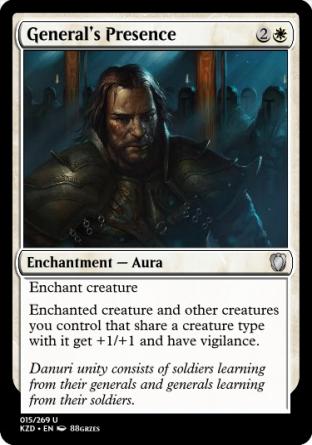 General's Presence 2
Enchantment — Aura
Enchant creature
Enchanted creature and other creatures
you control that share a creature type
with it get +1/+1 and have vigilance.
Danuri unity consists of soldiers learning
from their generals and generals learning
from their soldiers.
015/269 U
KZD • EN 88GRZES